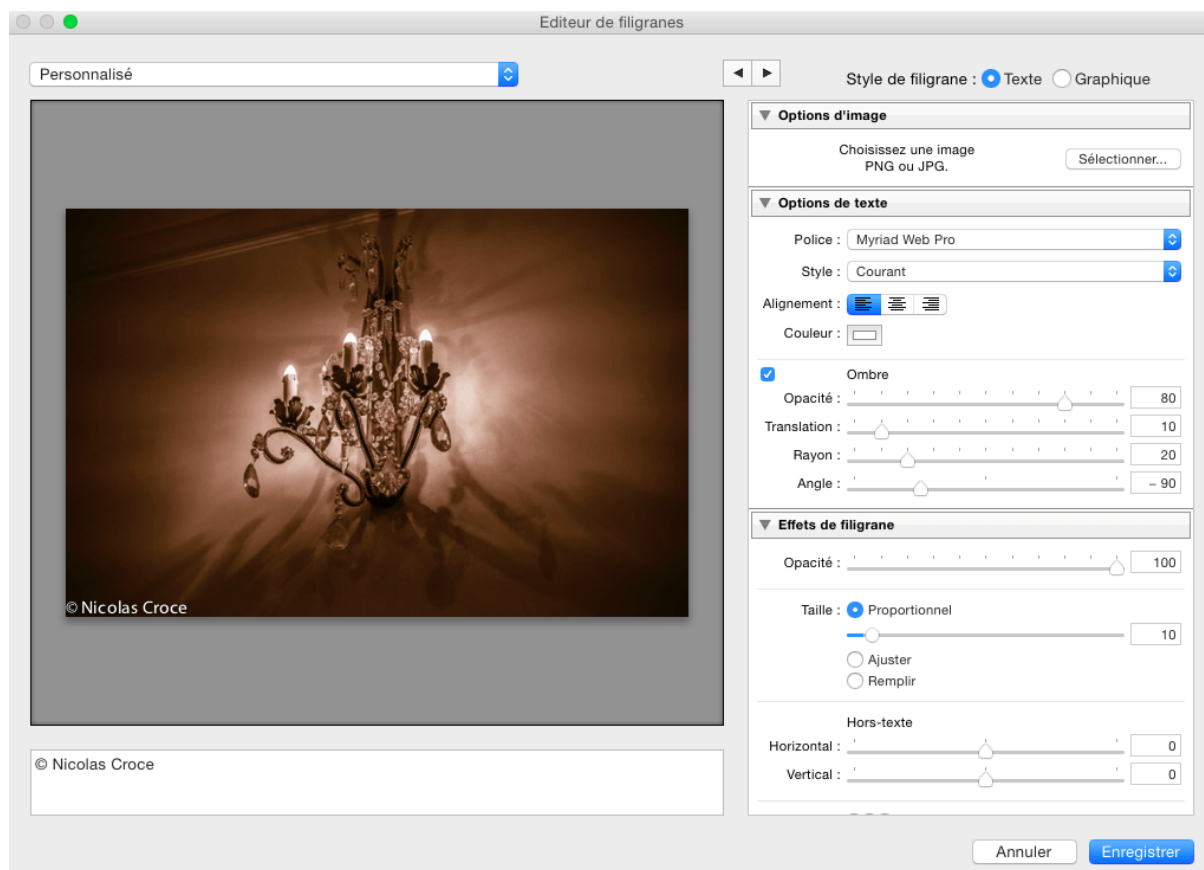 Editeur de filigranes
Personnalisé
Style de filigrane : Texte Graphique
Options d'image
Choisissez une image
PNG ou JPG.
Sélectionner...
Options de texte
Police : Myriad Web Pro
Style : Courant
Alignement :
Couleur :
Ombre
Opacité : 80
Translation : 10
Rayon : 20
Angle : – 90
Effets de filigrane
Opacité : 100
Taille : Proportionnel
10
Ajuster
Remplir
Hors-texte
Horizontal : 0
Vertical : 0
© Nicolas Croce
© Nicolas Croce
Annuler Enregistrer